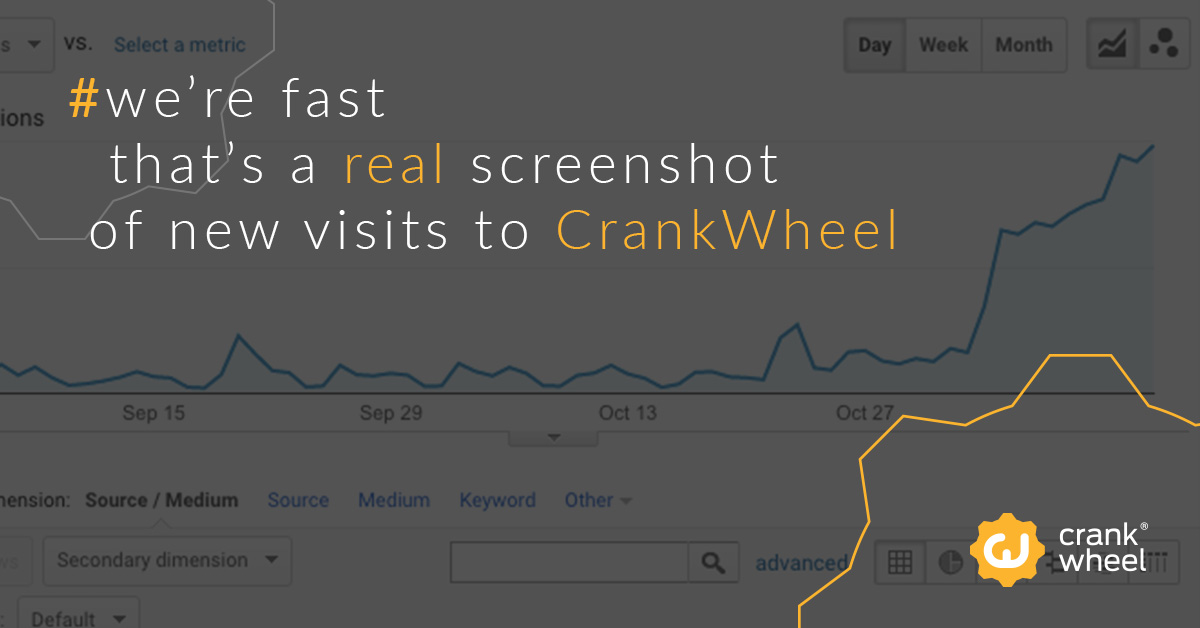 s
vs.
Select a metric
Day
Week
Month
ions
#we’re fast
that’s a real screenshot
of new visits to CrankWheel
Sep 15
Sep 29
Oct 13
Oct 27
nension:
Source / Medium
Source
Medium
Keyword
Other
Secondary dimension
advanced
Default
crank®
wheel